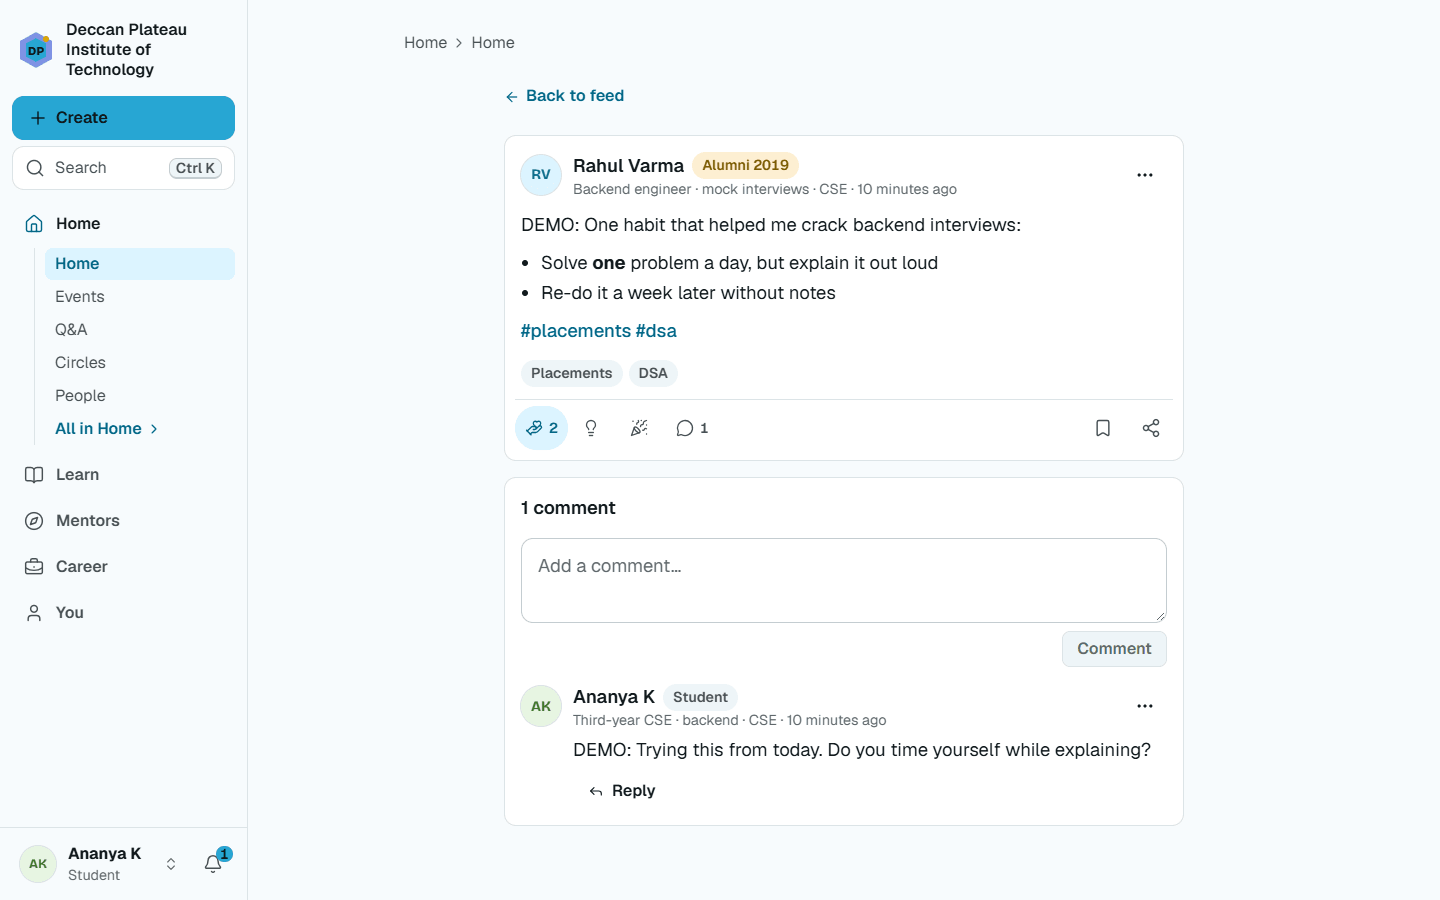 DP
Deccan Plateau
Institute of
Technology
Create
Search Ctrl K
Home
Home
Events
Q&A
Circles
People
All in Home
Learn
Mentors
Career
You
AK
Ananya K
Student
1
Home > Home
Back to feed
RV
Rahul Varma Alumni 2019
Backend engineer · mock interviews · CSE · 10 minutes ago
DEMO: One habit that helped me crack backend interviews:
• Solve one problem a day, but explain it out loud
• Re-do it a week later without notes
#placements #dsa
Placements DSA
2 1
1 comment
Add a comment...
Comment
AK
Ananya K Student
Third-year CSE · backend · CSE · 10 minutes ago
DEMO: Trying this from today. Do you time yourself while explaining?
Reply